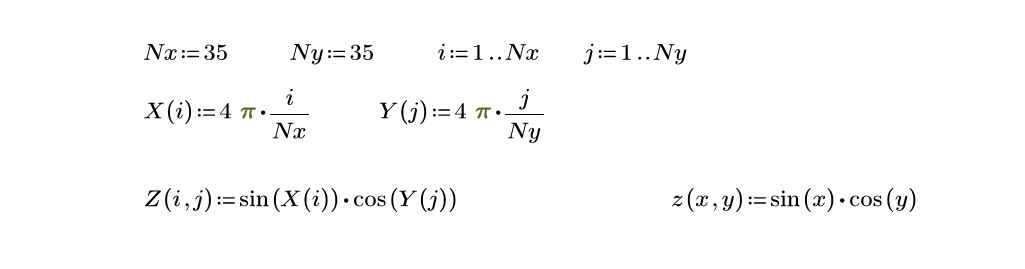 Nx:=35 Ny:=35 i:=1..Nx j:=1..Ny
X(i):=4 π·i/Nx Y(j):=4 π·j/Ny
Z(i,j):=sin(X(i))·cos(Y(j)) z(x,y):=sin(x)·cos(y)